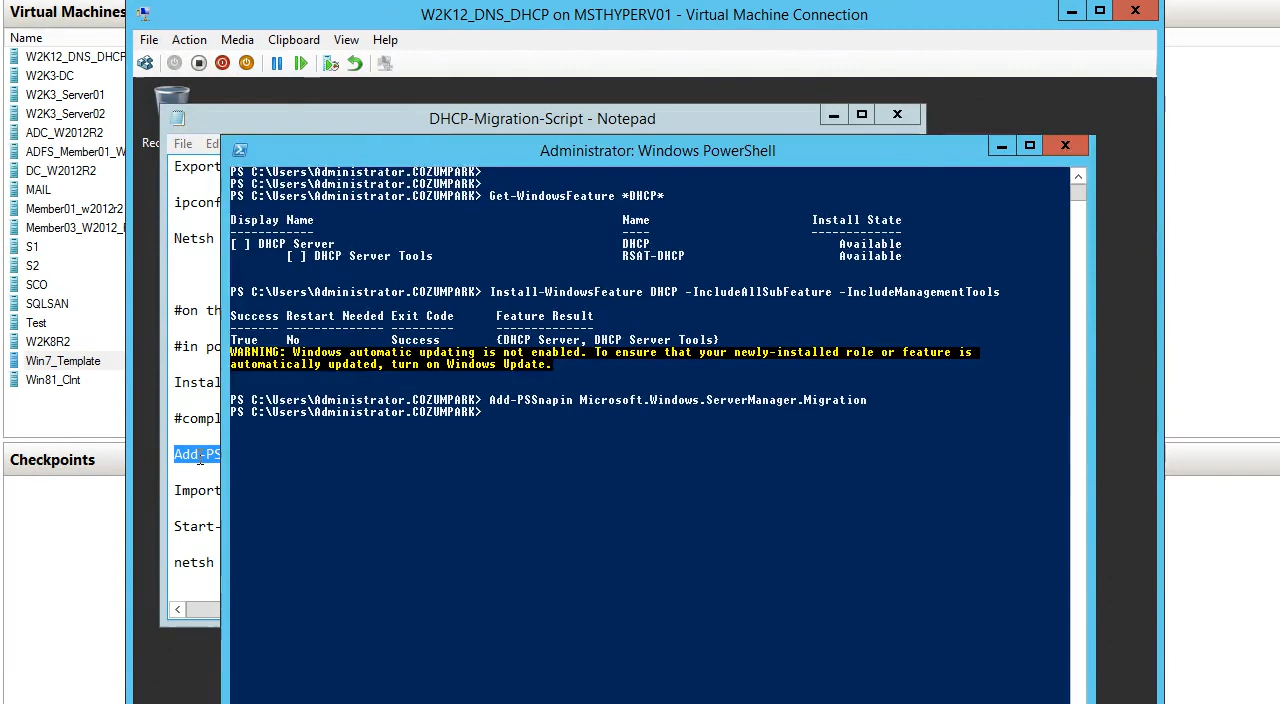 Virtual Machines
Name
W2K12_DNS_DHCP
W2K3-DC
W2K3_Server01
W2K3_Server02
ADC_W2012R2
ADFS_Member01_W
DC_W2012R2
MAIL
Member01_w2012r2
Member03_W2012_
S1
S2
SCO
SQLSAN
Test
W2K8R2
Win7_Template
Win81_Clnt
Checkpoints
W2K12_DNS_DHCP on MSTHYPERV01 - Virtual Machine Connection
File Action Media Clipboard View Help
Rec
DHCP-Migration-Script - Notepad
File Ed
Export
ipconf
Netsh
#on th
#in po
Instal
#compl
Add-PS
Import
Start-
netsh
Administrator: Windows PowerShell
PS C:\Users\Administrator.COZUMPARK>
PS C:\Users\Administrator.COZUMPARK>
PS C:\Users\Administrator.COZUMPARK> Get-WindowsFeature *DHCP*
Display Name Name Install State
------------ ---- -------------
[ ] DHCP Server DHCP Available
[ ] DHCP Server Tools RSAT-DHCP Available
PS C:\Users\Administrator.COZUMPARK> Install-WindowsFeature DHCP -IncludeAllSubFeature -IncludeManagementTools
Success Restart Needed Exit Code Feature Result
------- -------------- --------- --------------
True No Success {DHCP Server, DHCP Server Tools}
WARNING: Windows automatic updating is not enabled. To ensure that your newly-installed role or feature is
automatically updated, turn on Windows Update.
PS C:\Users\Administrator.COZUMPARK> Add-PSSnapin Microsoft.Windows.ServerManager.Migration
PS C:\Users\Administrator.COZUMPARK>